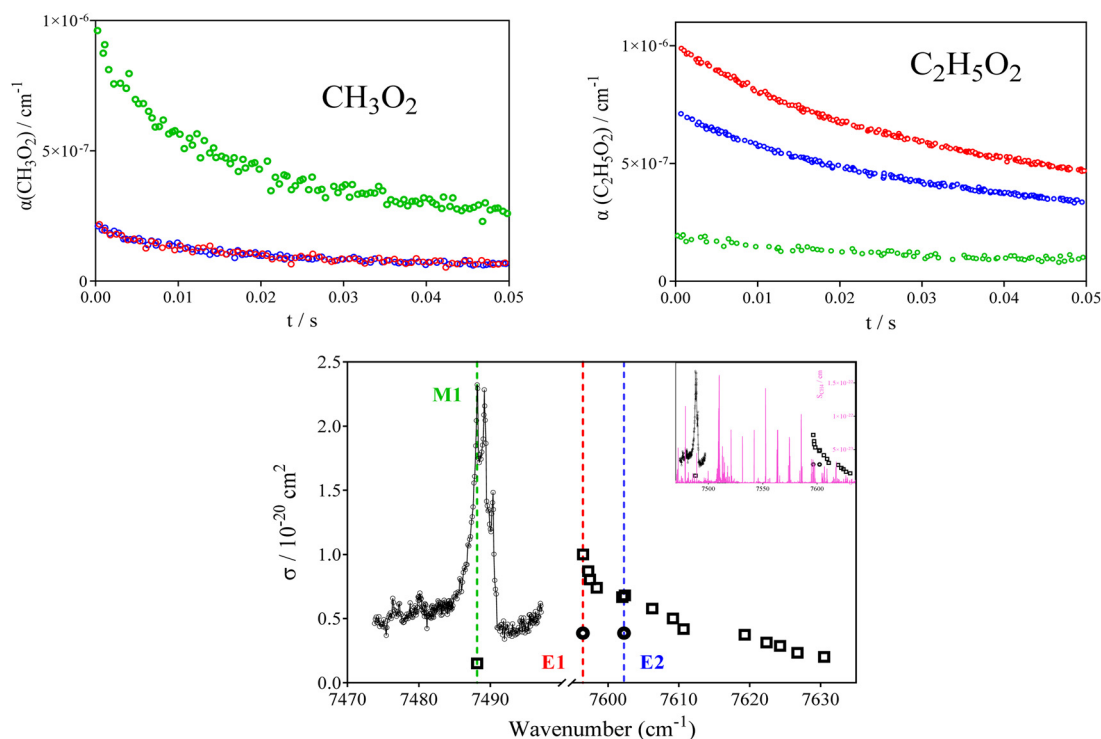 1×10⁻⁶
5×10⁻⁷
0
α(CH₃O₂) / cm⁻¹
CH₃O₂
0.00 0.01 0.02 0.03 0.04 0.05
t / s
1×10⁻⁶
5×10⁻⁷
0
α (C₂H₅O₂) / cm⁻¹
C₂H₅O₂
0.00 0.01 0.02 0.03 0.04 0.05
t / s
2.5
2.0
1.5
1.0
0.5
0.0
σ / 10⁻²⁰ cm²
M1
E1
E2
7500 7550 7600
7470 7480 7490 7600 7610 7620 7630
Wavenumber (cm⁻¹)